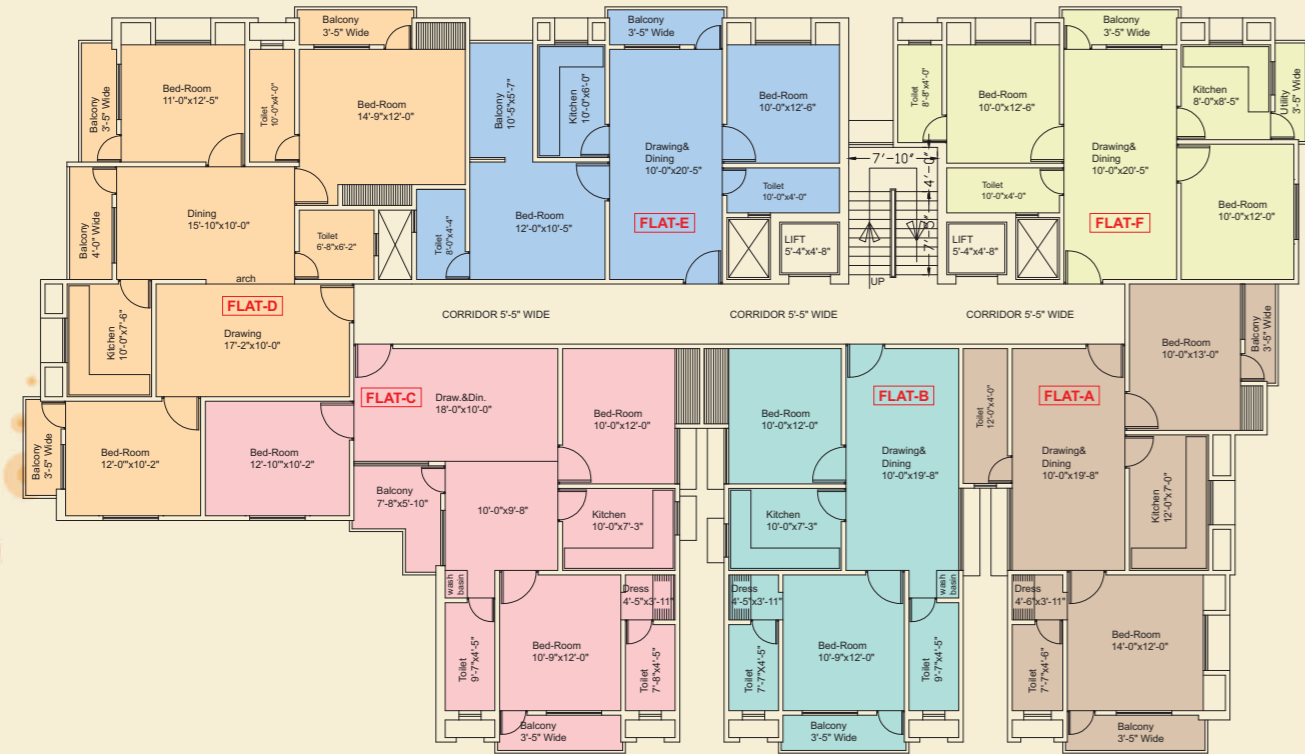 Balcony
3'-5" Wide
Bed-Room
11'-0"x12'-5"
Balcony
3'-5" Wide
Toilet
10'-0"x4'-0"
Bed-Room
14'-9"x12'-0"
Dining
15'-10"x10'-0"
Balcony
4'-0" Wide
Toilet
6'-8"x6'-2"
arch
FLAT-D
Drawing
17'-2"x10'-0"
Kitchen
10'-0"x7'-6"
Balcony
3'-5" Wide
Bed-Room
12'-0"x10'-2"
Bed-Room
12'-10"x10'-2"
Balcony
3'-5" Wide
Balcony
10'-5"x5'-7"
Kitchen
10'-0"x6'-0"
Drawing&
Dining
10'-0"x20'-5"
Bed-Room
10'-0"x12'-6"
Toilet
10'-0"x4'-0"
Toilet
8'-0"x4'-4"
Bed-Room
12'-0"x10'-5"
FLAT-E
LIFT
5'-4"x4'-8"
7'-10"
4'-0"
7'-5"
UP
LIFT
5'-4"x4'-8"
Balcony
3'-5" Wide
Toilet
8'-8"x4'-0"
Bed-Room
10'-0"x12'-6"
Kitchen
8'-0"x8'-5"
Utility
3'-5" Wide
Drawing&
Dining
10'-0"x20'-5"
Toilet
10'-0"x4'-0"
FLAT-F
Bed-Room
10'-0"x12'-0"
CORRIDOR 5'-5" WIDE
CORRIDOR 5'-5" WIDE
CORRIDOR 5'-5" WIDE
FLAT-C
Draw.&Din.
18'-0"x10'-0"
Bed-Room
10'-0"x12'-0"
Balcony
7'-8"x5'-10"
10'-0"x9'-8"
Kitchen
10'-0"x7'-3"
wash
basin
Dress
4'-5"x3'-11"
Toilet
9'-7"x4'-5"
Bed-Room
10'-9"x12'-0"
Toilet
7'-8"x4'-5"
Balcony
3'-5" Wide
Bed-Room
10'-0"x12'-0"
FLAT-B
Drawing&
Dining
10'-0"x19'-8"
Kitchen
10'-0"x7'-3"
wash
basin
Dress
4'-5"x3'-11"
Toilet
7'-7"x4'-5"
Bed-Room
10'-9"x12'-0"
Toilet
9'-7"x4'-5"
Balcony
3'-5" Wide
Toilet
12'-0"x4'-0"
FLAT-A
Drawing&
Dining
10'-0"x19'-8"
Bed-Room
10'-0"x13'-0"
Balcony
3'-5" Wide
Kitchen
12'-0"x7'-0"
Dress
4'-6"x3'-11"
Toilet
7'-7"x4'-6"
Bed-Room
14'-0"x12'-0"
Balcony
3'-5" Wide